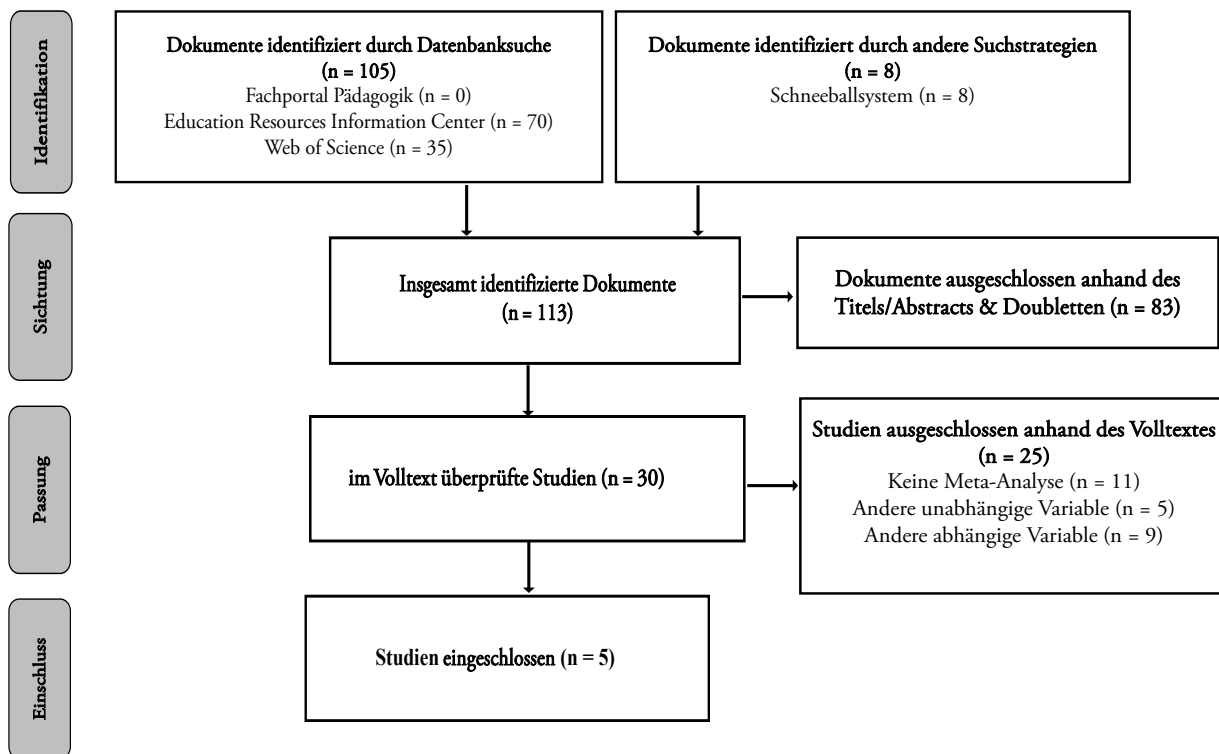 Identifikation
Dokumente identifiziert durch Datenbanksuche
(n = 105)
Fachportal Pädagogik (n = 0)
Education Resources Information Center (n = 70)
Web of Science (n = 35)
Dokumente identifiziert durch andere Suchstrategien
(n = 8)
Schneeballsystem (n = 8)
Sichtung
Insgesamt identifizierte Dokumente
(n = 113)
Dokumente ausgeschlossen anhand des
Titels/Abstracts & Doubletten (n = 83)
Passung
im Volltext überprüfte Studien (n = 30)
Studien ausgeschlossen anhand des Volltextes
(n = 25)
Keine Meta-Analyse (n = 11)
Andere unabhängige Variable (n = 5)
Andere abhängige Variable (n = 9)
Einschluss
Studien eingeschlossen (n = 5)